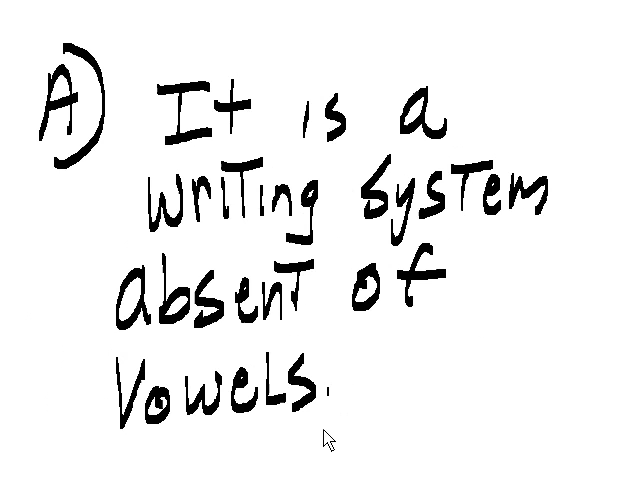 A) It is a
writing system
absent of
Vowels.